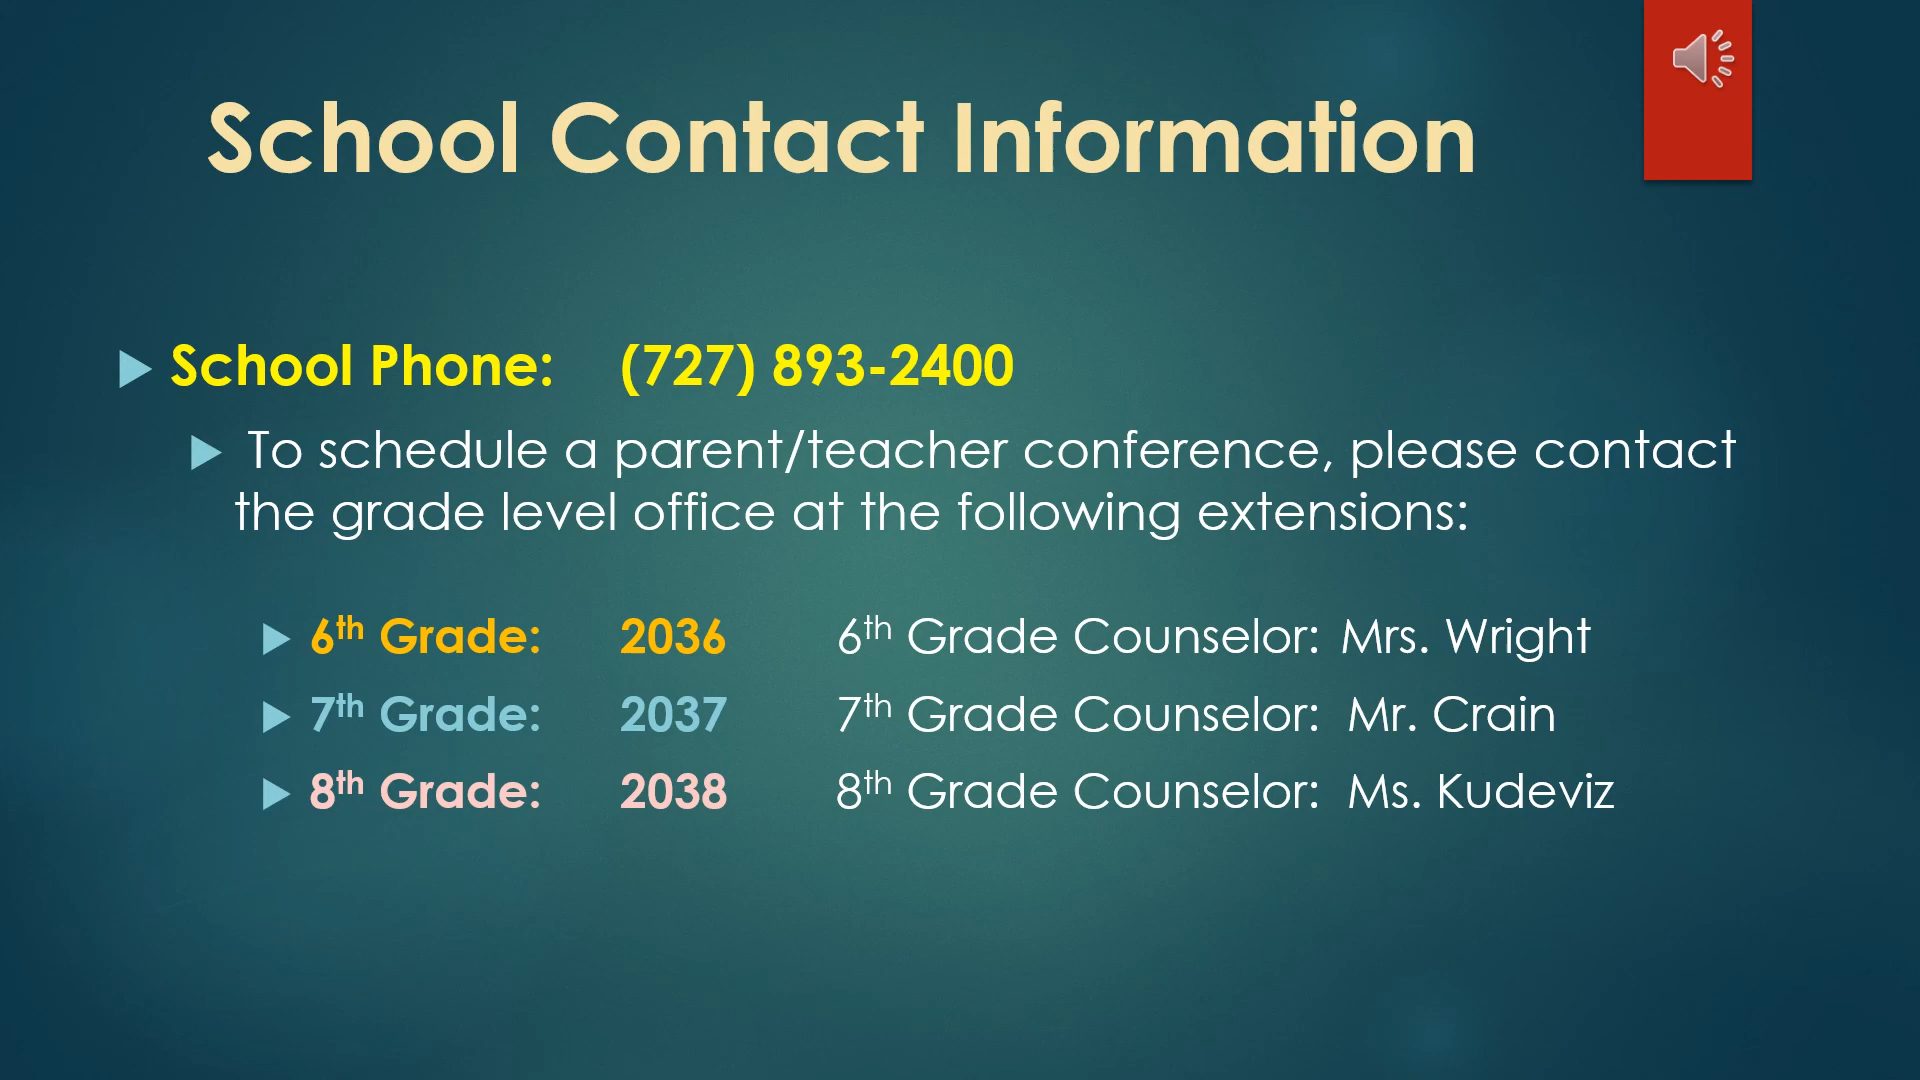 School Contact Information
School Phone: (727) 893-2400
To schedule a parent/teacher conference, please contact
the grade level office at the following extensions:
6th Grade: 2036 6th Grade Counselor: Mrs. Wright
7th Grade: 2037 7th Grade Counselor: Mr. Crain
8th Grade: 2038 8th Grade Counselor: Ms. Kudeviz